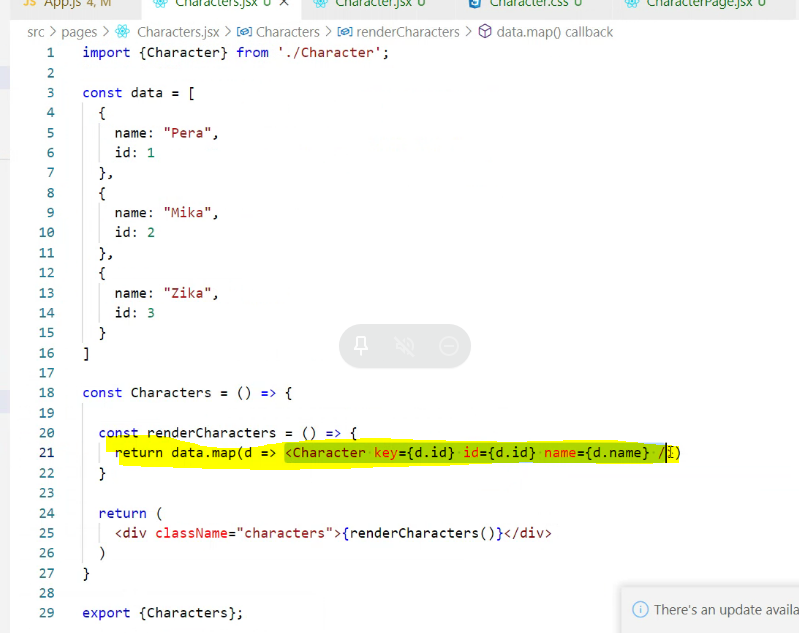 JS App.js 4, M Characters.jsx U × Character.jsx U Character.css U CharacterPage.jsx U
src > pages > Characters.jsx > Characters > renderCharacters > data.map() callback
1 import {Character} from './Character';
2
3 const data = [
4 {
5 name: "Pera",
6 id: 1
7 },
8 {
9 name: "Mika",
10 id: 2
11 },
12 {
13 name: "Zika",
14 id: 3
15 }
16 ]
17
18 const Characters = () => {
19
20 const renderCharacters = () => {
21 return data.map(d => <Character key={d.id} id={d.id} name={d.name} />)
22 }
23
24 return (
25 <div className="characters">{renderCharacters()}</div>
26 )
27 }
28
29 export {Characters};
There's an update availa